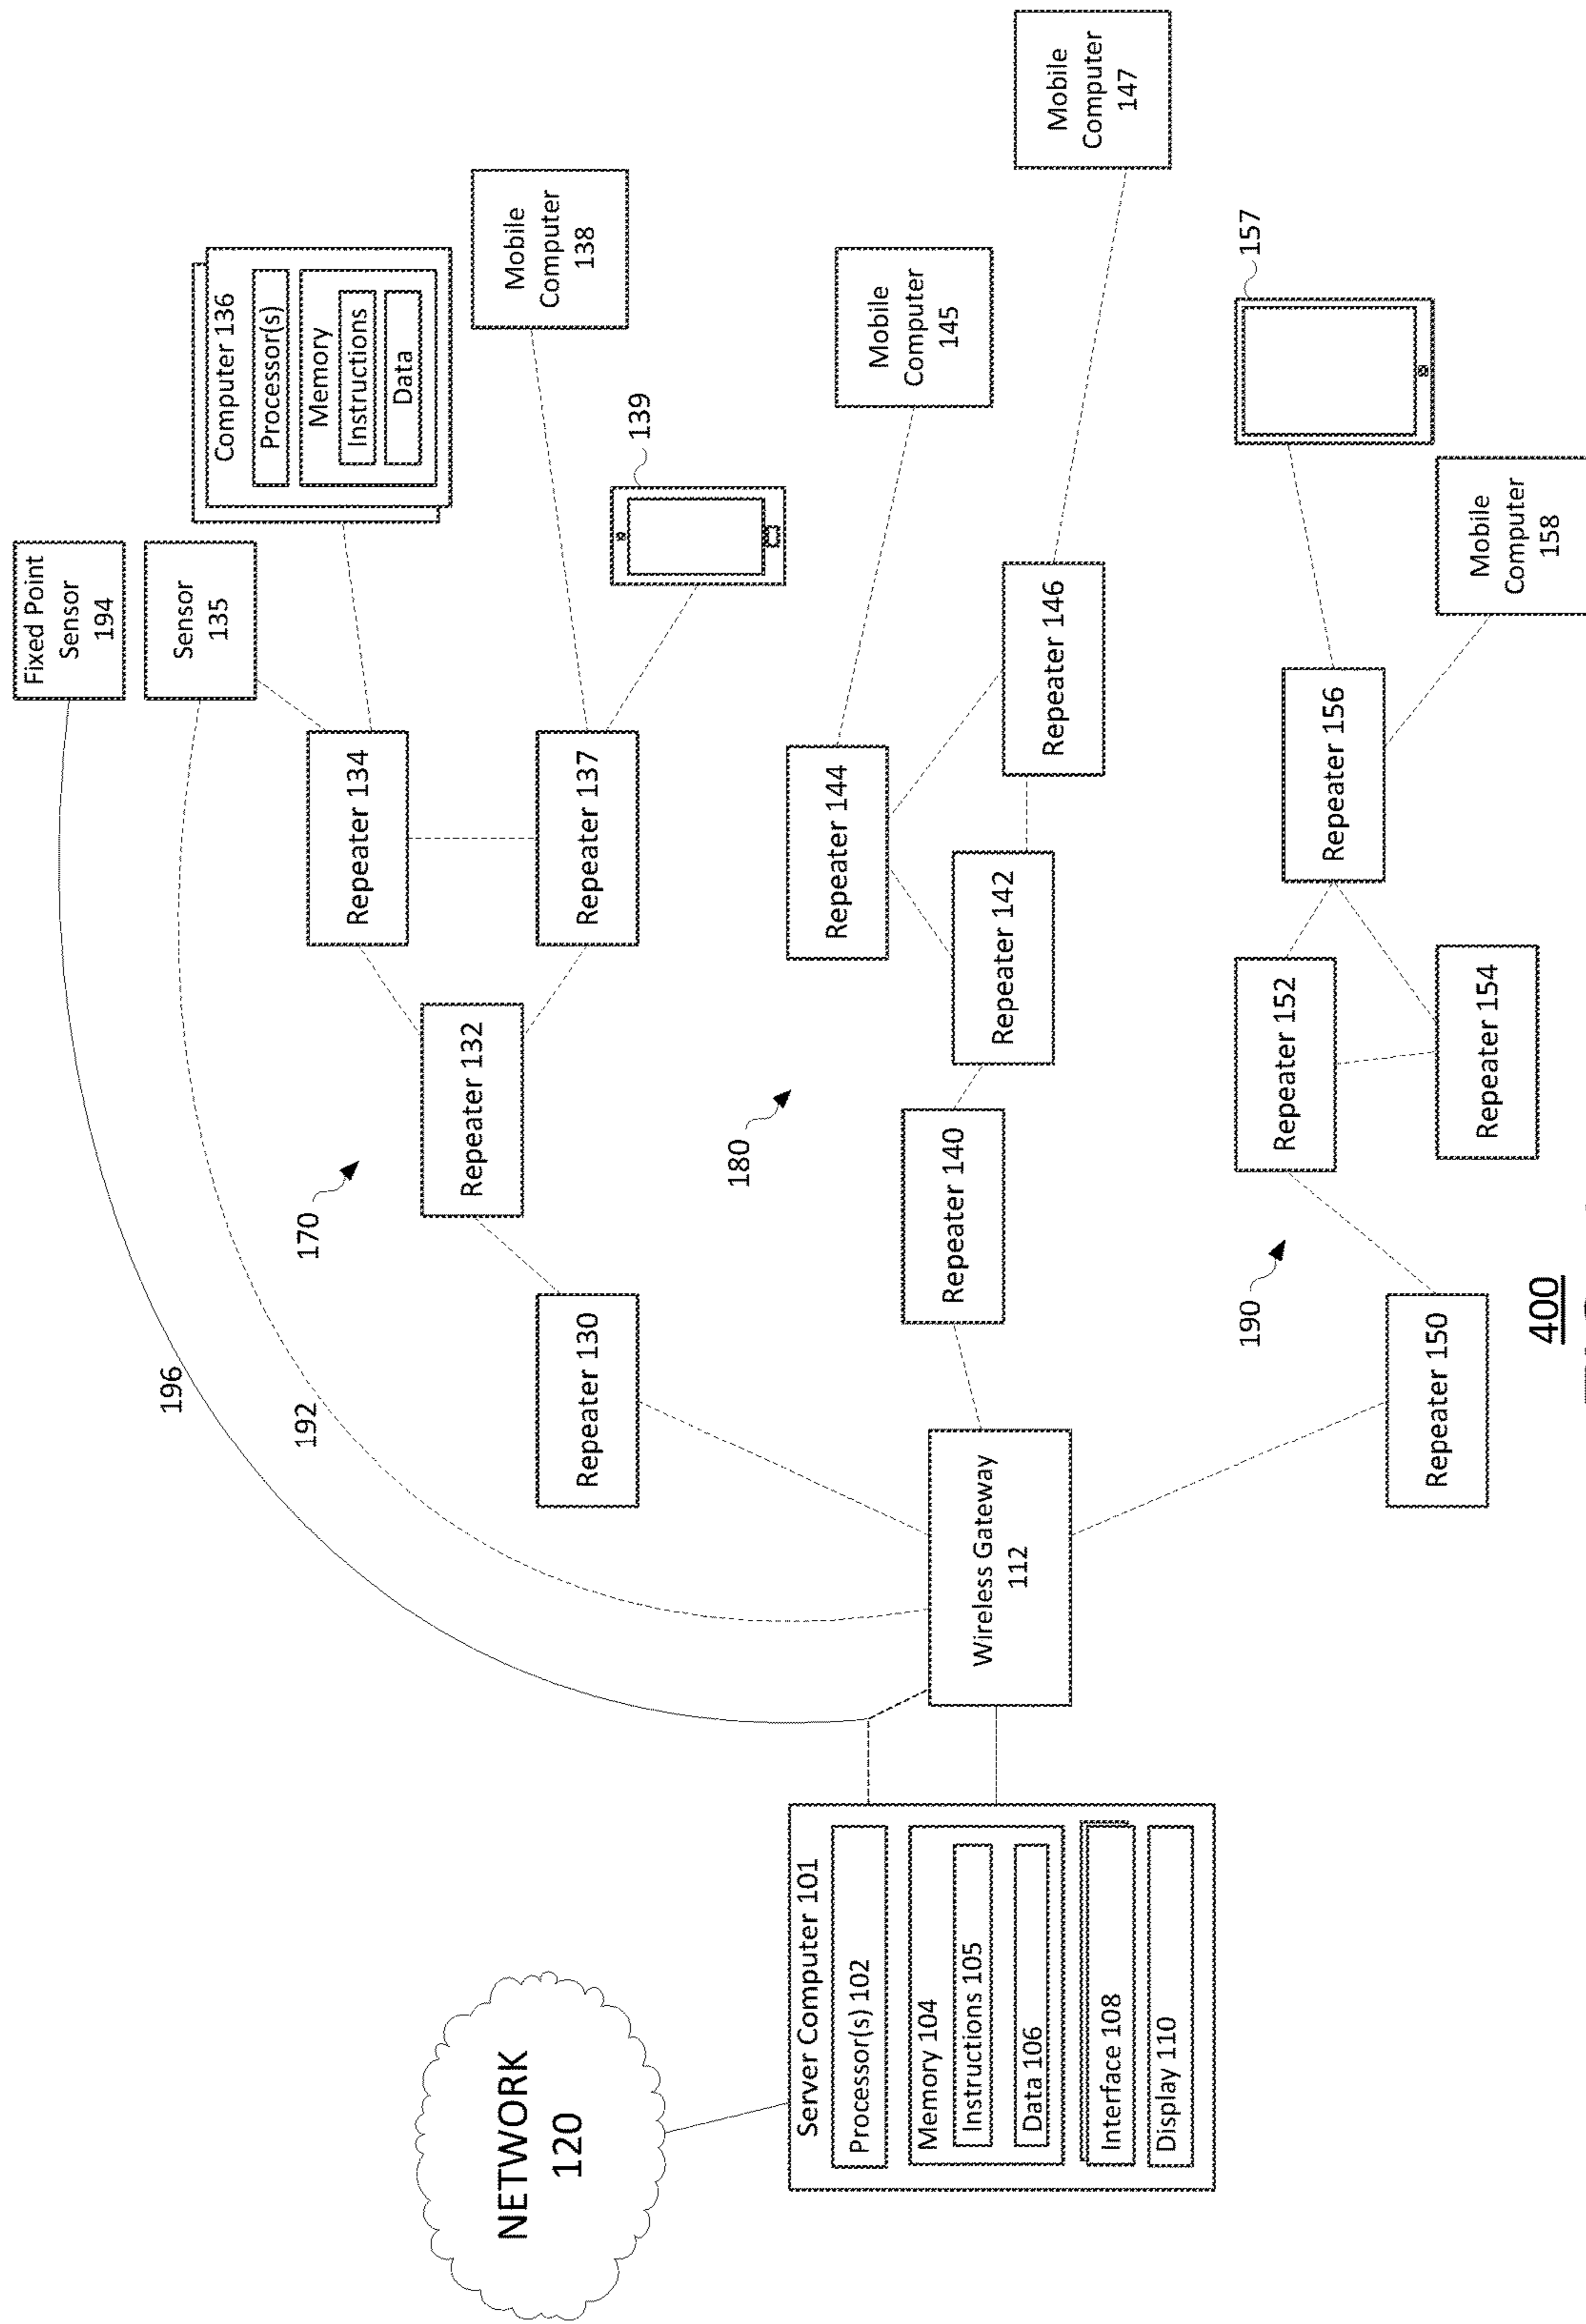 NETWORK
120
Server Computer 101
Processor(s) 102
Memory 104
Instructions 105
Data 106
Interface 108
Display 110
Wireless Gateway
112
196
192
170
180
190
Repeater 130
Repeater 132
Repeater 134
Repeater 137
Repeater 140
Repeater 142
Repeater 144
Repeater 146
Repeater 150
Repeater 152
Repeater 154
Repeater 156
Fixed Point
Sensor
194
Sensor
135
Computer 136
Processor(s)
Memory
Instructions
Data
Mobile
Computer
138
139
Mobile
Computer
145
Mobile
Computer
147
157
Mobile
Computer
158
400